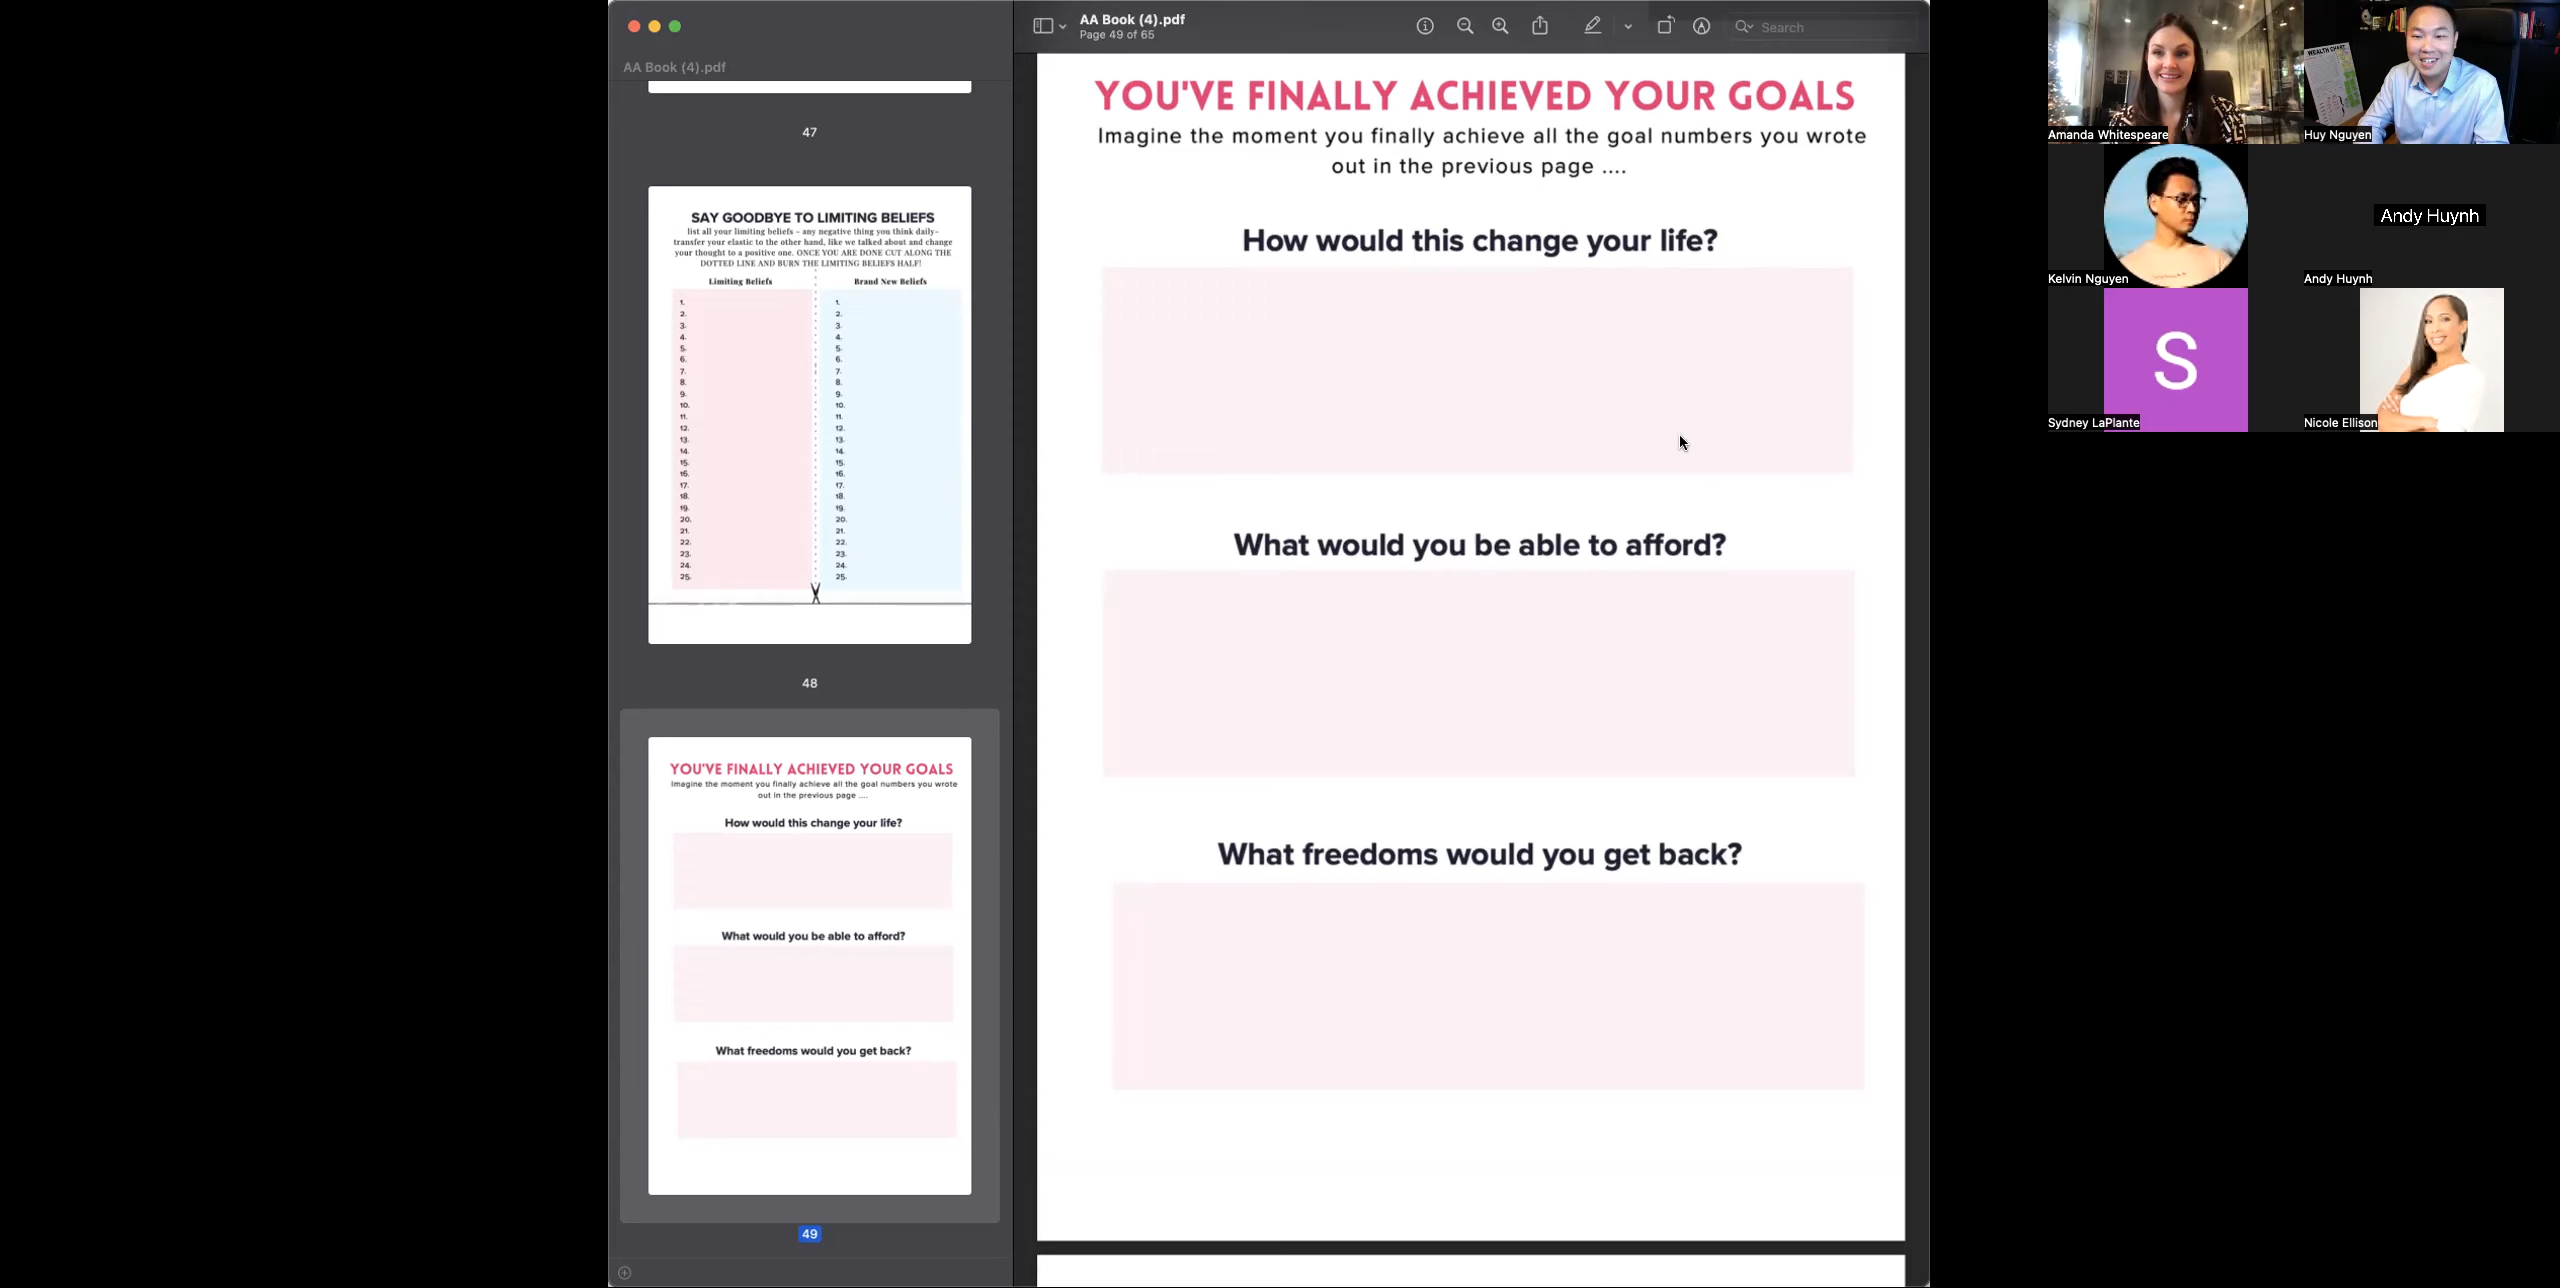 AA Book (4).pdf
47
SAY GOODBYE TO LIMITING BELIEFS
list all your limiting beliefs - any negative thing you think daily-
transfer your elastic to the other hand, like we talked about and change
your thought to a positive one. ONCE YOU ARE DONE CUT ALONG THE
DOTTED LINE AND BURN THE LIMITING BELIEFS HALF!
Limiting Beliefs
1.
2.
3.
4.
5.
6.
7.
8.
9.
10.
11.
12.
13.
14.
15.
16.
17.
18.
19.
20.
21.
22.
23.
24.
25.
Brand New Beliefs
1.
2.
3.
4.
5.
6.
7.
8.
9.
10.
11.
12.
13.
14.
15.
16.
17.
18.
19.
20.
21.
22.
23.
24.
25.
48
YOU'VE FINALLY ACHIEVED YOUR GOALS
Imagine the moment you finally achieve all the goal numbers you wrote
out in the previous page ....
How would this change your life?
What would you be able to afford?
What freedoms would you get back?
49
AA Book (4).pdf
Page 49 of 65
Search
YOU'VE FINALLY ACHIEVED YOUR GOALS
Imagine the moment you finally achieve all the goal numbers you wrote
out in the previous page ....
How would this change your life?
What would you be able to afford?
What freedoms would you get back?
Amanda Whitespeare
WEALTH CHART
Huy Nguyen
Kelvin Nguyen
Andy Huynh
Andy Huynh
S
Sydney LaPlante
Nicole Ellison